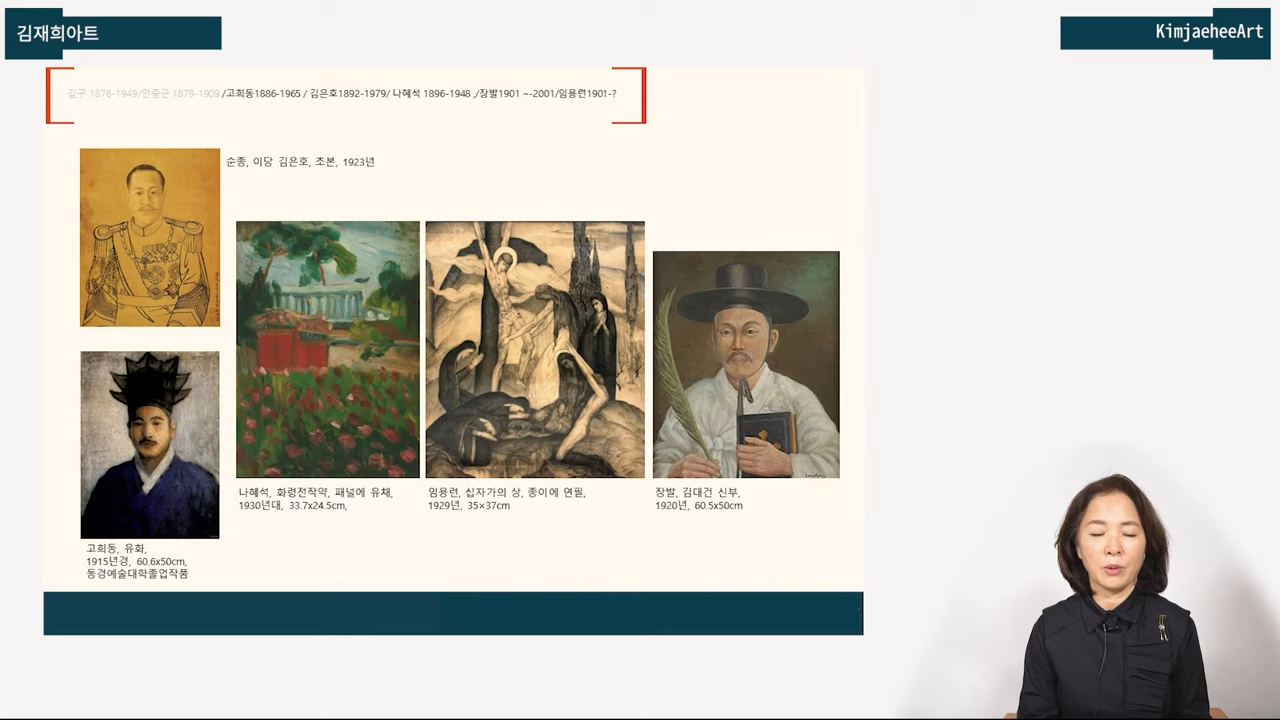 김재희아트
KimjaeheeArt
김구 1876-1949/안중근 1879-1909 /고희동1886-1965 / 김은호1892-1979/ 나혜석 1896-1948 ,/장발1901 ~-2001/임용련1901-?
순종, 이당 김은호, 초본, 1923년
나혜석, 화령전작약, 패널에 유채,
1930년대, 33.7x24.5cm,
임용련, 십자가의 상, 종이에 연필,
1929년, 35×37cm
장발, 김대건 신부,
1920년, 60.5x50cm
고희동, 유화,
1915년경, 60.6x50cm,
동경예술대학졸업작품